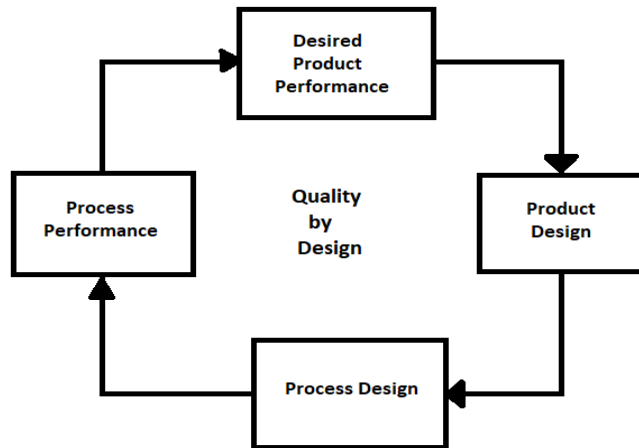 Desired
Product
Performance
Process
Performance
Quality
by
Design
Product
Design
Process Design